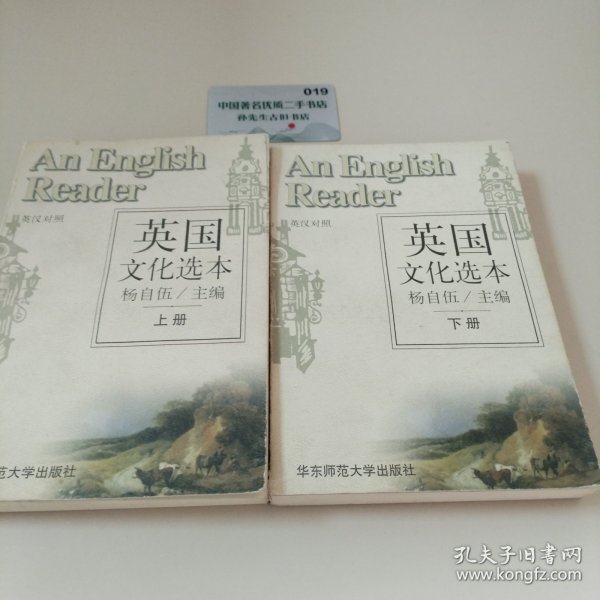 019
中国著名优质二手书店
孙先生古旧书店
An English
Reader
英汉对照
英国
文化选本
杨自伍/主编
上册
范大学出版社
An English
Reader
英汉对照
英国
文化选本
杨自伍/主编
下册
华东师范大学出版社
孔夫子旧书网
www.kongfz.com